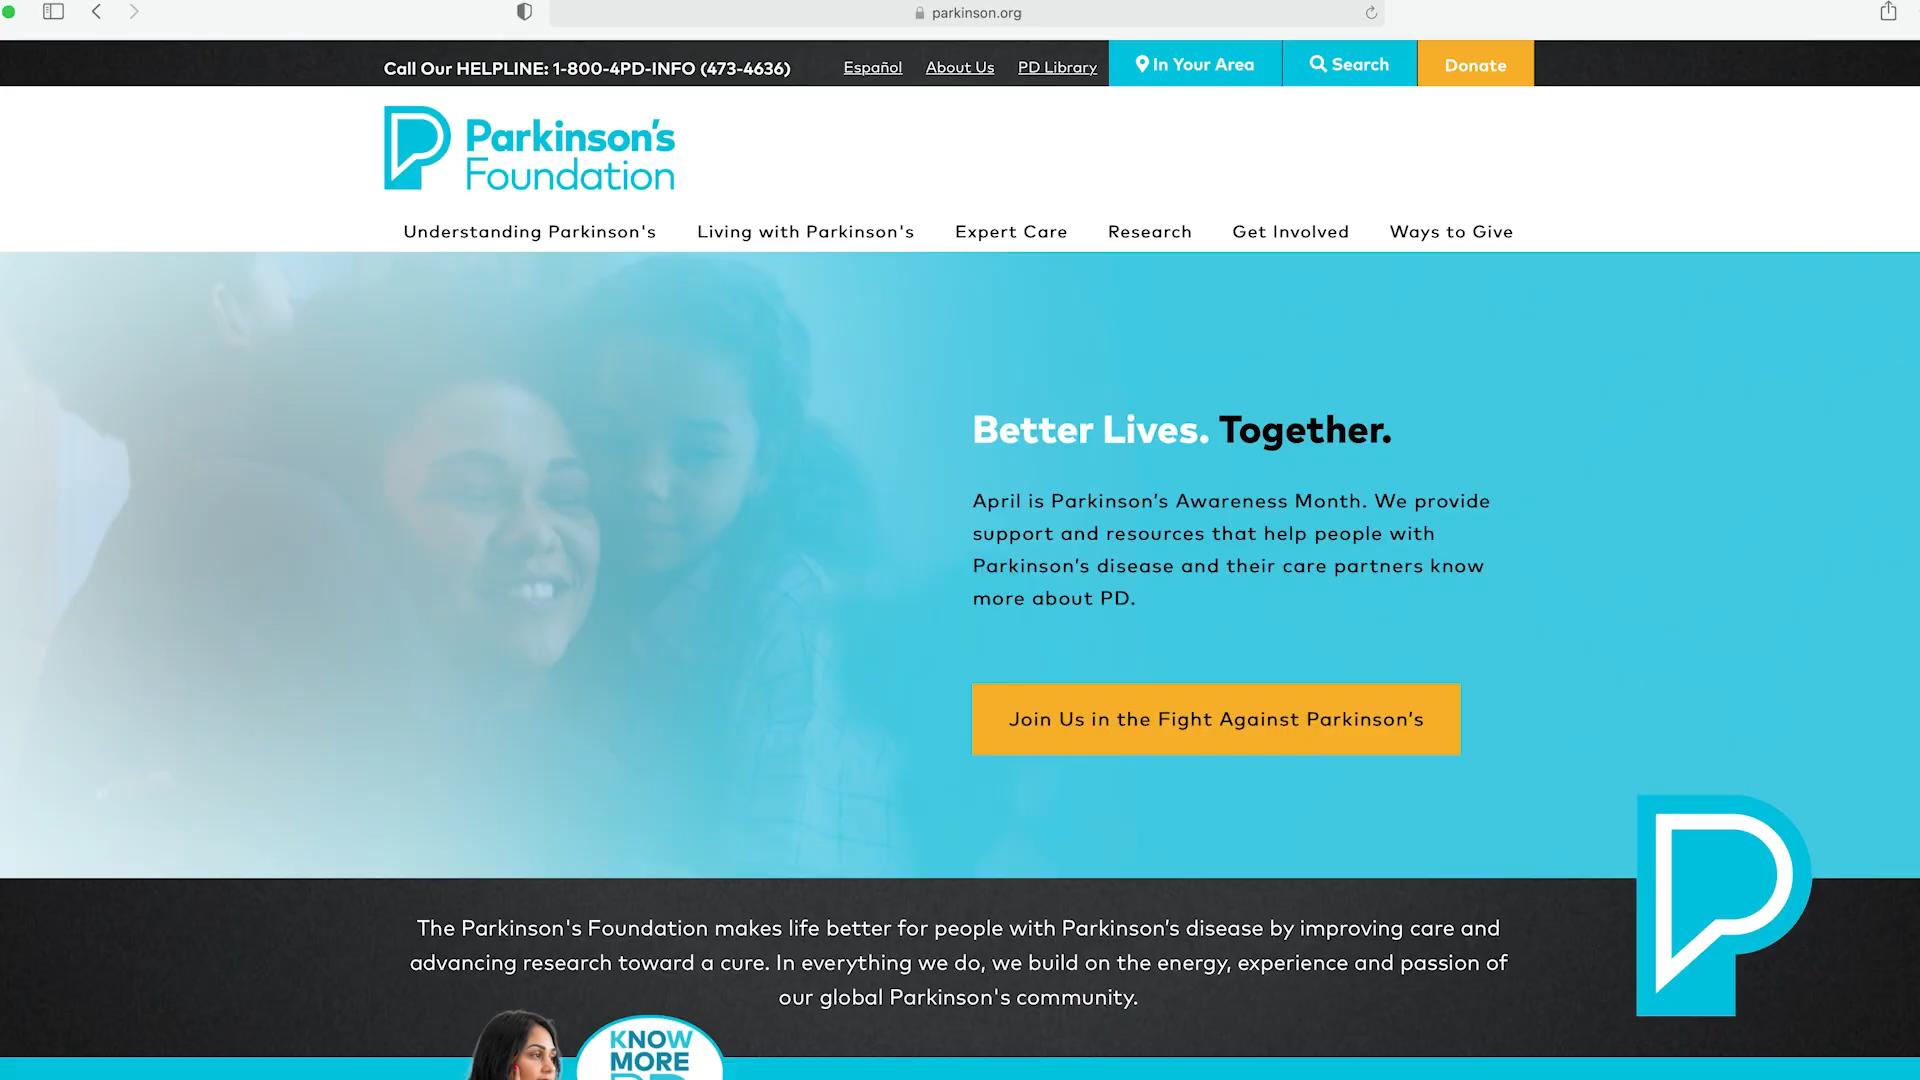 parkinson.org
Call Our HELPLINE: 1-800-4PD-INFO (473-4636)
Español
About Us
PD Library
In Your Area
Search
Donate
Parkinson's
Foundation
Understanding Parkinson's
Living with Parkinson's
Expert Care
Research
Get Involved
Ways to Give
Better Lives. Together.
April is Parkinson’s Awareness Month. We provide
support and resources that help people with
Parkinson’s disease and their care partners know
more about PD.
Join Us in the Fight Against Parkinson’s
The Parkinson's Foundation makes life better for people with Parkinson’s disease by improving care and
advancing research toward a cure. In everything we do, we build on the energy, experience and passion of
our global Parkinson's community.
KNOW
MORE